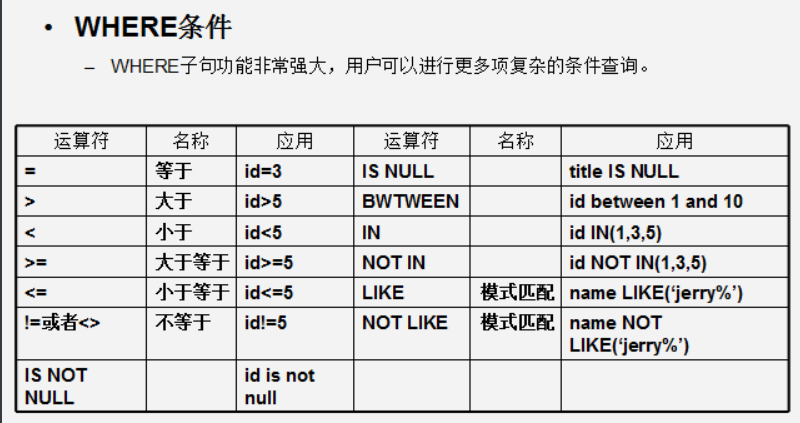 • WHERE条件
– WHERE子句功能非常强大，用户可以进行更多项复杂的条件查询。
运算符 名称 应用 运算符 名称 应用
= 等于 id=3 IS NULL title IS NULL
> 大于 id>5 BWTWEEN id between 1 and 10
< 小于 id<5 IN id IN(1,3,5)
>= 大于等于 id>=5 NOT IN id NOT IN(1,3,5)
<= 小于等于 id<=5 LIKE 模式匹配 name LIKE(‘jerry%’)
!=或者<> 不等于 id!=5 NOT LIKE 模式匹配 name NOT
LIKE(‘jerry%’)
IS NOT id is not
NULL null